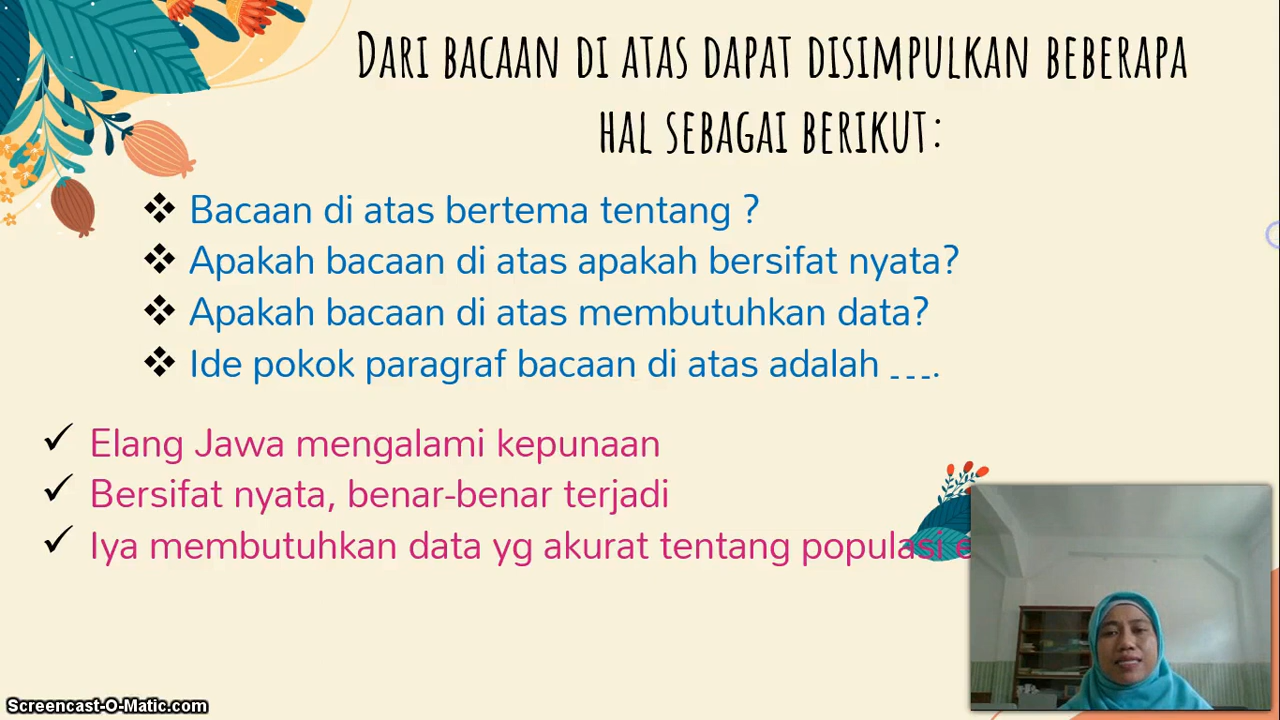 DARI BACAAN DI ATAS DAPAT DISIMPULKAN BEBERAPA
HAL SEBAGAI BERIKUT:
❖ Bacaan di atas bertema tentang ?
❖ Apakah bacaan di atas apakah bersifat nyata?
❖ Apakah bacaan di atas membutuhkan data?
❖ Ide pokok paragraf bacaan di atas adalah ....
✓ Elang Jawa mengalami kepunaan
✓ Bersifat nyata, benar-benar terjadi
✓ Iya membutuhkan data yg akurat tentang populasi
Screencast-O-Matic.com